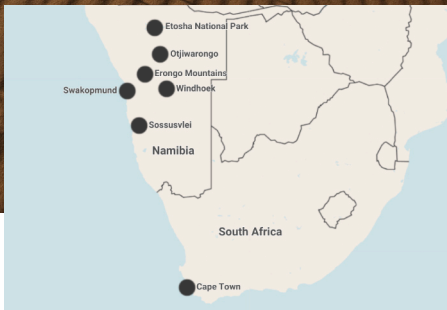 Etosha National Park
Otjiwarongo
Erongo Mountains
Windhoek
Swakopmund
Sossusvlei
Namibia
South Africa
Cape Town